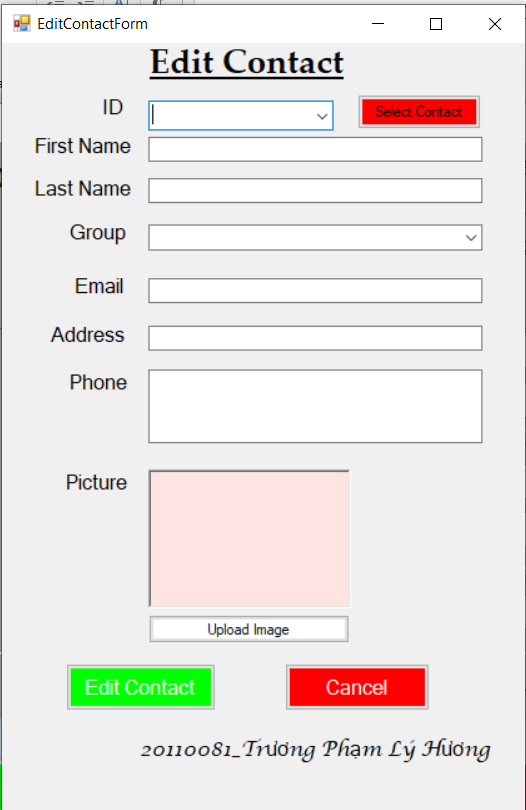 EditContactForm
Edit Contact
ID
Select Contact
First Name
Last Name
Group
Email
Address
Phone
Picture
Upload Image
Edit Contact
Cancel
20110081_Trương Phạm Lý Hương